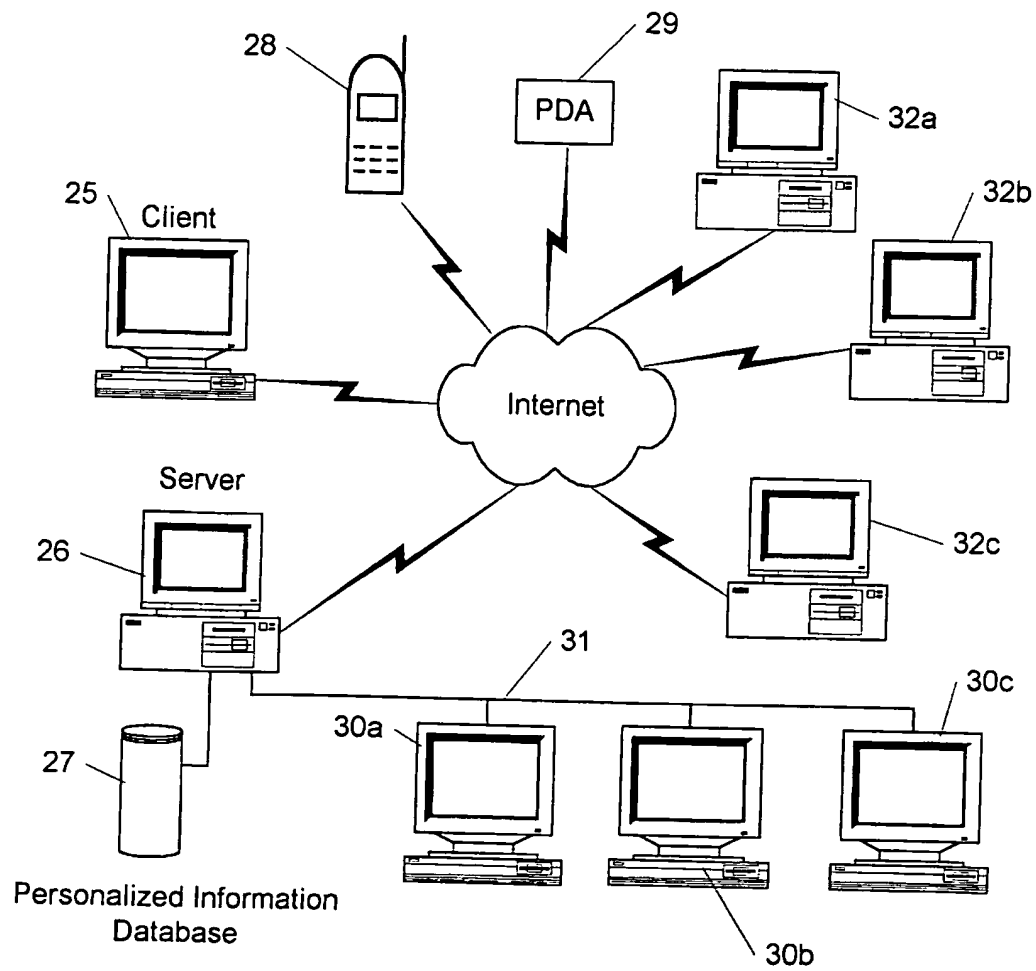 28
29
PDA
32a
25
Client
32b
Internet
Server
26
32c
31
30a
30c
27
Personalized Information
Database
30b